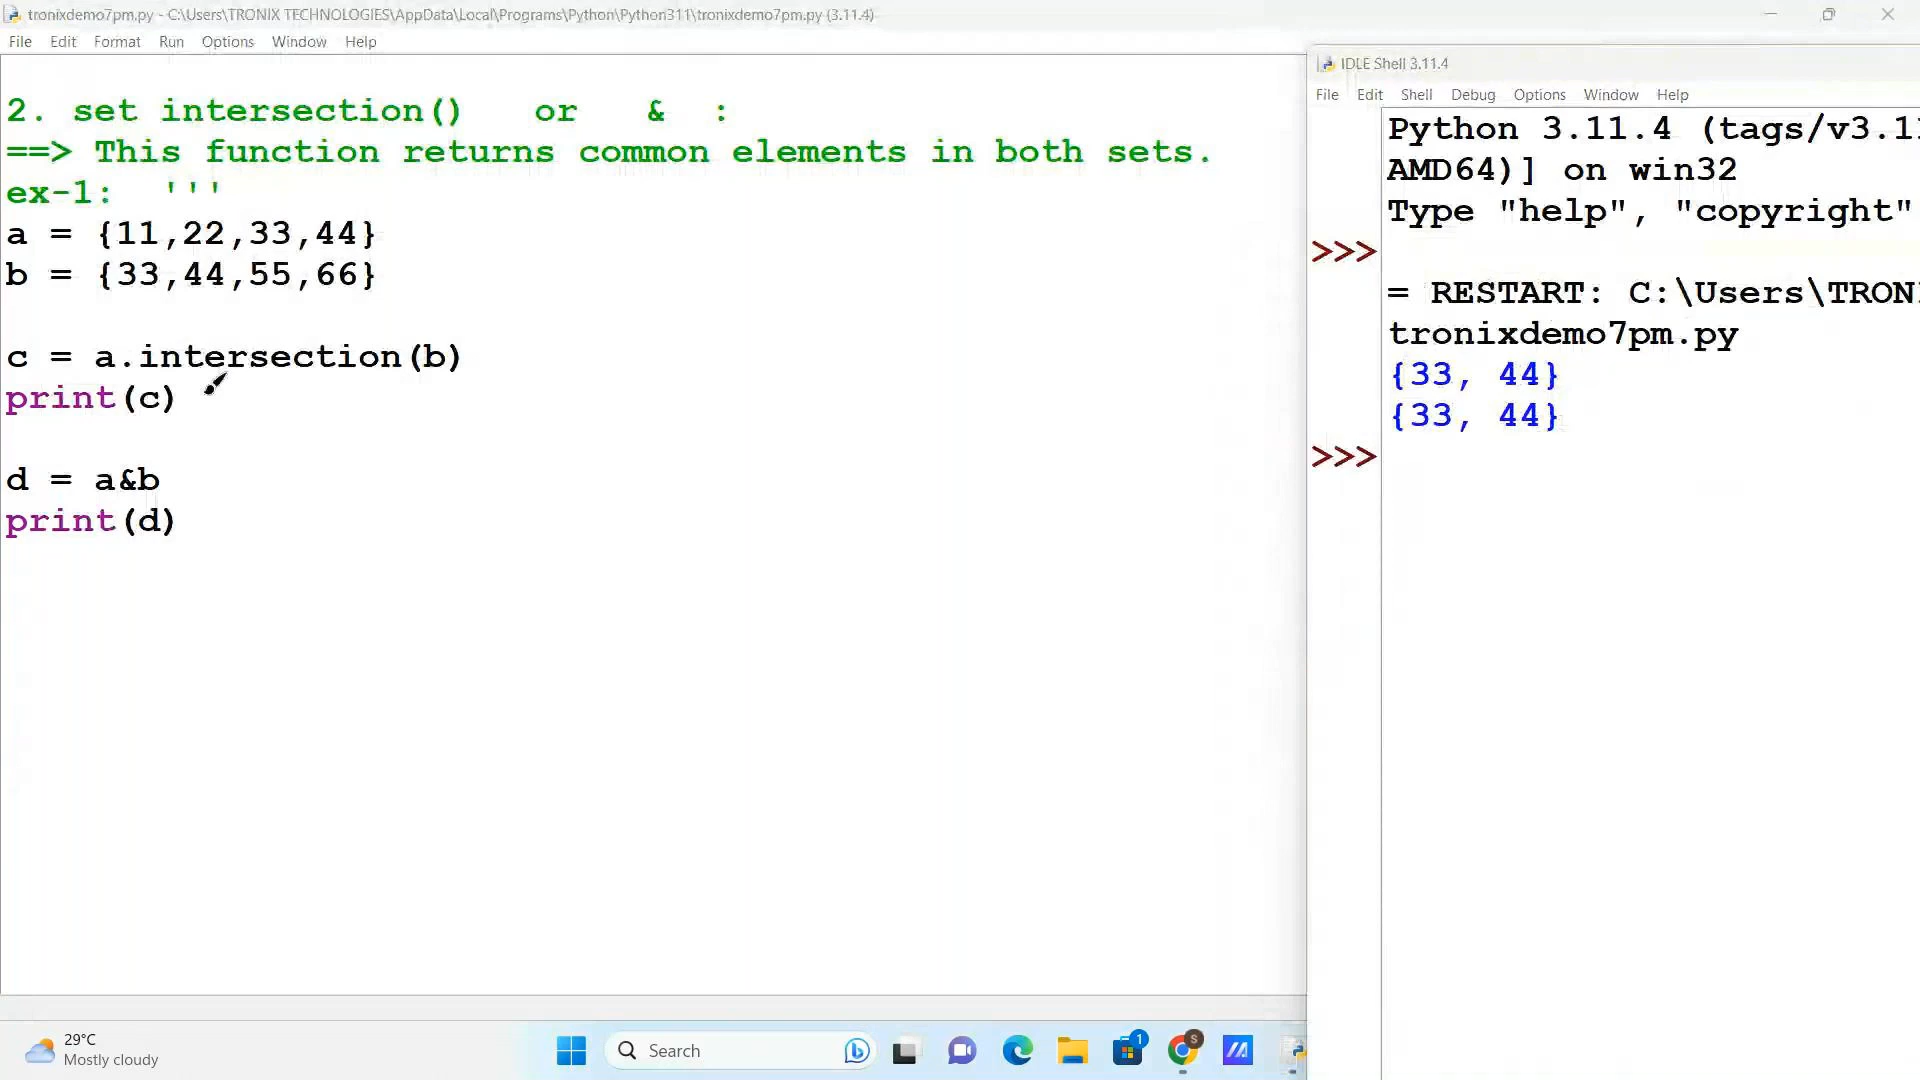 tronixdemo7pm.py - C:\Users\TRONIX TECHNOLOGIES\AppData\Local\Programs\Python\Python311\tronixdemo7pm.py (3.11.4)
File Edit Format Run Options Window Help
2. set intersection() or & :
==> This function returns common elements in both sets.
ex-1: '''
a = {11,22,33,44}
b = {33,44,55,66}
c = a.intersection(b)
print(c)
d = a&b
print(d)
IDLE Shell 3.11.4
File Edit Shell Debug Options Window Help
Python 3.11.4 (tags/v3.11
AMD64)] on win32
Type "help", "copyright"
>>>
= RESTART: C:\Users\TRONI
tronixdemo7pm.py
{33, 44}
{33, 44}
>>>
29°C
Mostly cloudy
Search
1
S